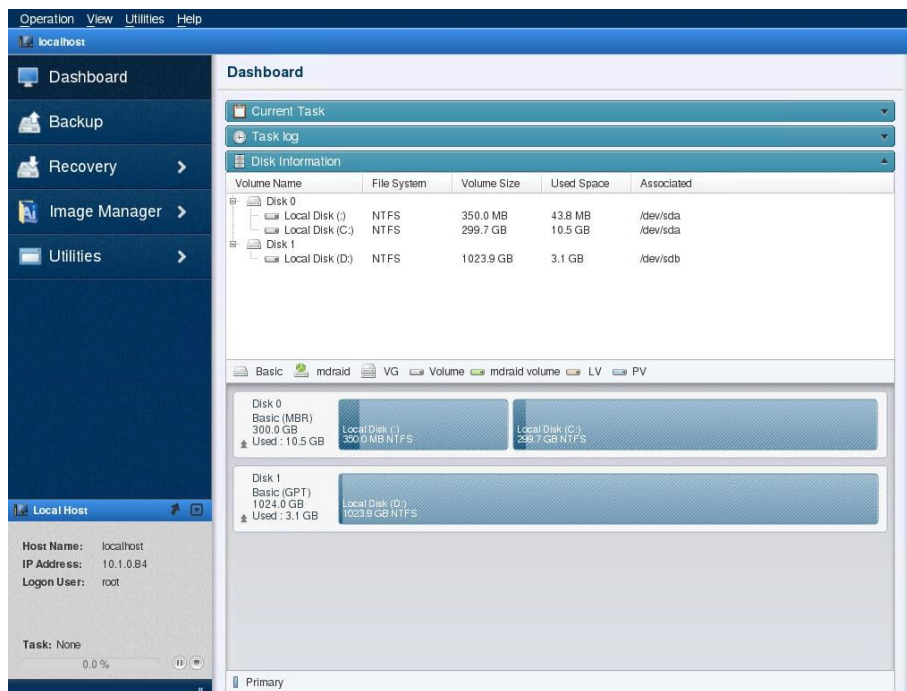 Operation View Utilities Help
localhost
Dashboard
Backup
Recovery
Image Manager
Utilities
Dashboard
Current Task
Task log
Disk Information
Volume Name File System Volume Size Used Space Associated
Disk 0
Local Disk (:) NTFS 350.0 MB 43.8 MB /dev/sda
Local Disk (C:) NTFS 299.7 GB 10.5 GB /dev/sda
Disk 1
Local Disk (D:) NTFS 1023.9 GB 3.1 GB /dev/sdb
Basic mdraid VG Volume mdraid volume LV PV
Disk 0
Basic (MBR)
300.0 GB
Used : 10.5 GB
Local Disk (:)
350.0 MB NTFS
Local Disk (C:)
299.7 GB NTFS
Disk 1
Basic (GPT)
1024.0 GB
Used : 3.1 GB
Local Disk (D:)
1023.9 GB NTFS
Primary
Local Host
Host Name: localhost
IP Address: 10.1.0.84
Logon User: root
Task: None
0.0 %